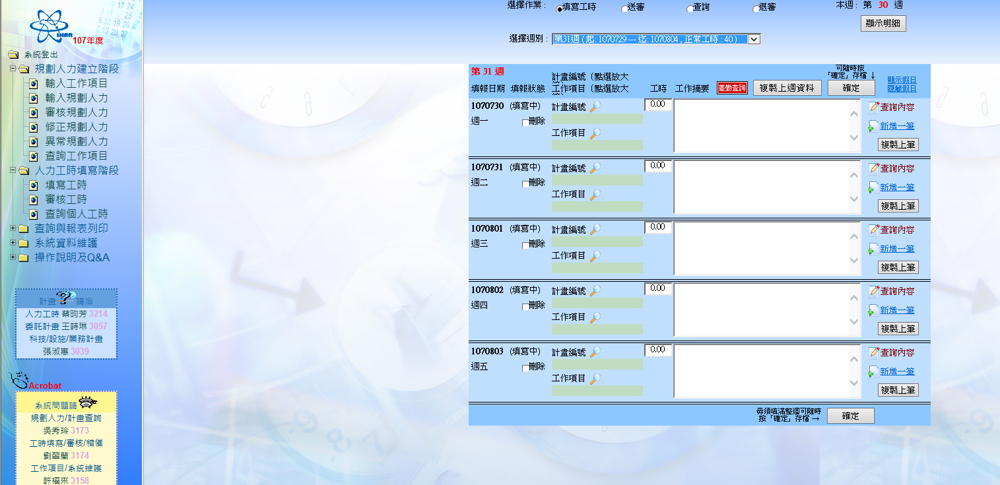 INER
107年度
系統登出
規劃人力建立階段
輸入工作項目
輸入規劃人力
審核規劃人力
修正規劃人力
異常規劃人力
查詢工作項目
人力工時填寫階段
填寫工時
審核工時
查詢個人工時
查詢與報表列印
系統資料維護
操作說明及Q&A
計畫 請洽
人力工時 蔡昀芳 3214
委託計畫 王詩琳 3057
科技/設施/業務計畫
張淑惠 3039
Acrobat
系統問題請
規劃人力/計畫查詢
吳秀玲 3173
工時填寫/審核/稽催
劉翠蘭 3174
工作項目/系統維護
許福來 3158
選擇作業 : 填寫工時 送審 查詢 退審
本週 : 第 30 週
顯示明細
選擇週別 : 第31週 ( 起: 1070729 --- 迄: 1070804 , 正常工時 : 40 )
第 31 週
填報日期 填報狀態
計畫編號 (點選放大
工作項目 (點選放大
工時 工作摘要 差勤查詢 複製上週資料
可隨時按
「確定」存檔 ↓
確定
顯示假日
隱藏假日
1070730 (填寫中) 計畫編號 0.00 查詢內容
週一 刪除 新增一筆
工作項目 複製上筆
1070731 (填寫中) 計畫編號 0.00 查詢內容
週二 刪除 新增一筆
工作項目 複製上筆
1070801 (填寫中) 計畫編號 0.00 查詢內容
週三 刪除 新增一筆
工作項目 複製上筆
1070802 (填寫中) 計畫編號 0.00 查詢內容
週四 刪除 新增一筆
工作項目 複製上筆
1070803 (填寫中) 計畫編號 0.00 查詢內容
週五 刪除 新增一筆
工作項目 複製上筆
毋須填滿整週可隨時
按「確定」存檔 →
確定